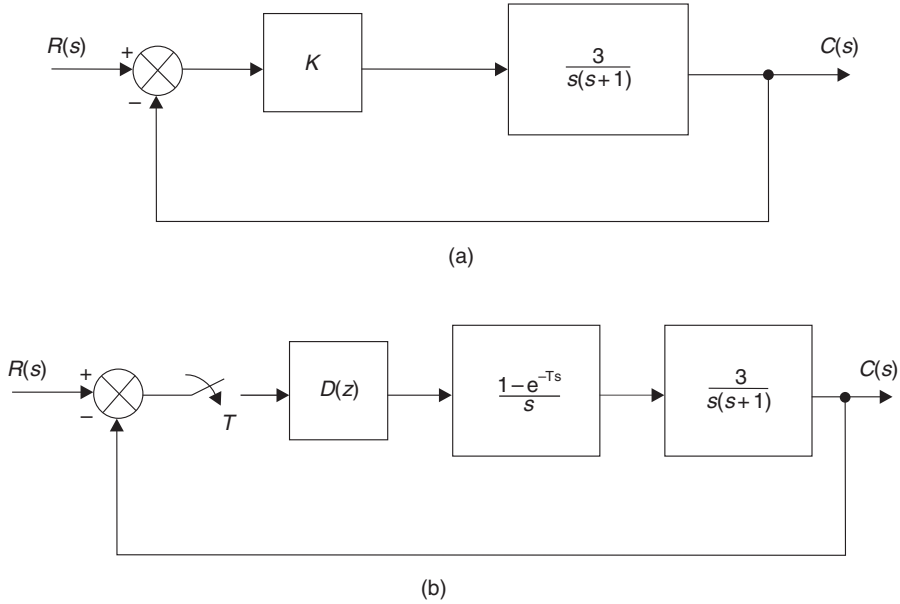 R(s)
+
−
K
3
s(s+1)
C(s)
(a)
R(s)
+
−
T
D(z)
1−e^−Ts
s
3
s(s+1)
C(s)
(b)